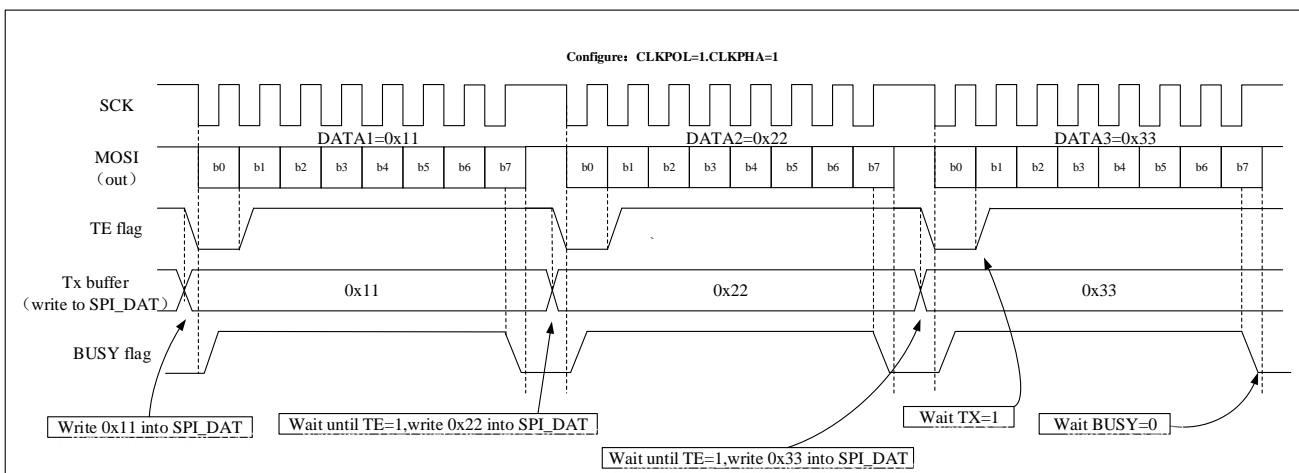 Configure：CLKPOL=1.CLKPHA=1
SCK
DATA1=0x11 DATA2=0x22 DATA3=0x33
MOSI
（out）
b0 b1 b2 b3 b4 b5 b6 b7 b0 b1 b2 b3 b4 b5 b6 b7 b0 b1 b2 b3 b4 b5 b6 b7
TE flag
Tx buffer
（write to SPI_DAT）
0x11 0x22 0x33
BUSY flag
Write 0x11 into SPI_DAT
Wait until TE=1,write 0x22 into SPI_DAT
Wait TX=1
Wait BUSY=0
Wait until TE=1,write 0x33 into SPI_DAT